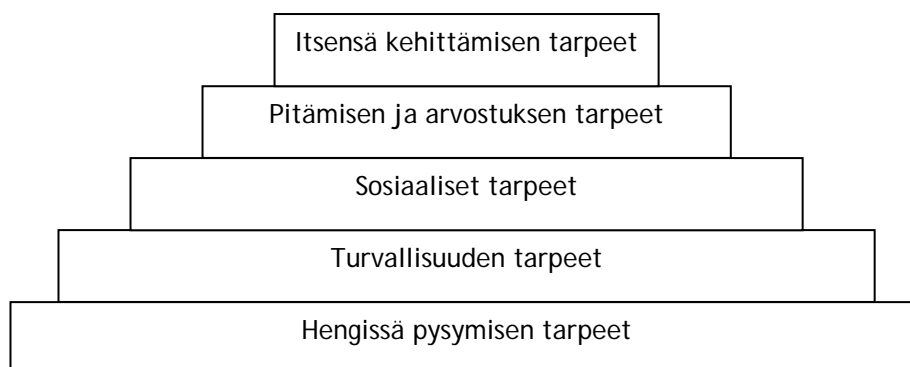 Itsensä kehittämisen tarpeet
Pitämisen ja arvostuksen tarpeet
Sosiaaliset tarpeet
Turvallisuuden tarpeet
Hengissä pysymisen tarpeet